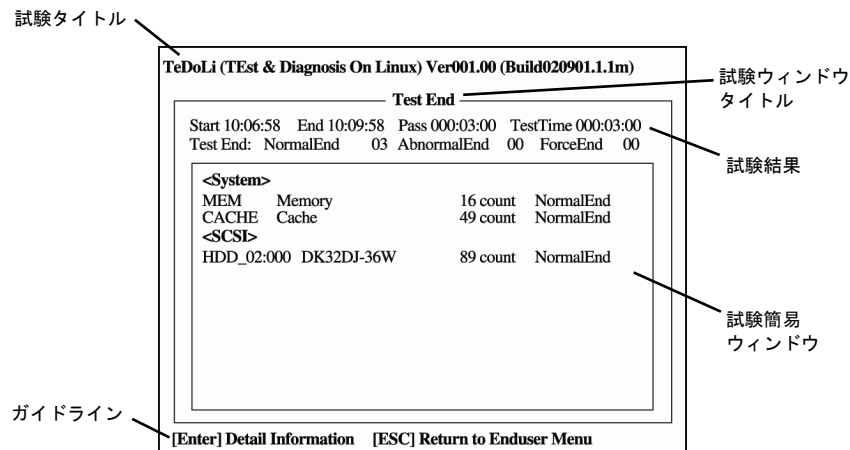 試験タイトル
TeDoLi (TEst & Diagnosis On Linux) Ver001.00 (Build020901.1.1m)
試験ウィンドウ
タイトル
Test End
Start 10:06:58 End 10:09:58 Pass 000:03:00 TestTime 000:03:00
Test End: NormalEnd 03 AbnormalEnd 00 ForceEnd 00
試験結果
<System>
MEM Memory 16 count NormalEnd
CACHE Cache 49 count NormalEnd
<SCSI>
HDD_02:000 DK32DJ-36W 89 count NormalEnd
試験簡易
ウィンドウ
ガイドライン
[Enter] Detail Information [ESC] Return to Enduser Menu